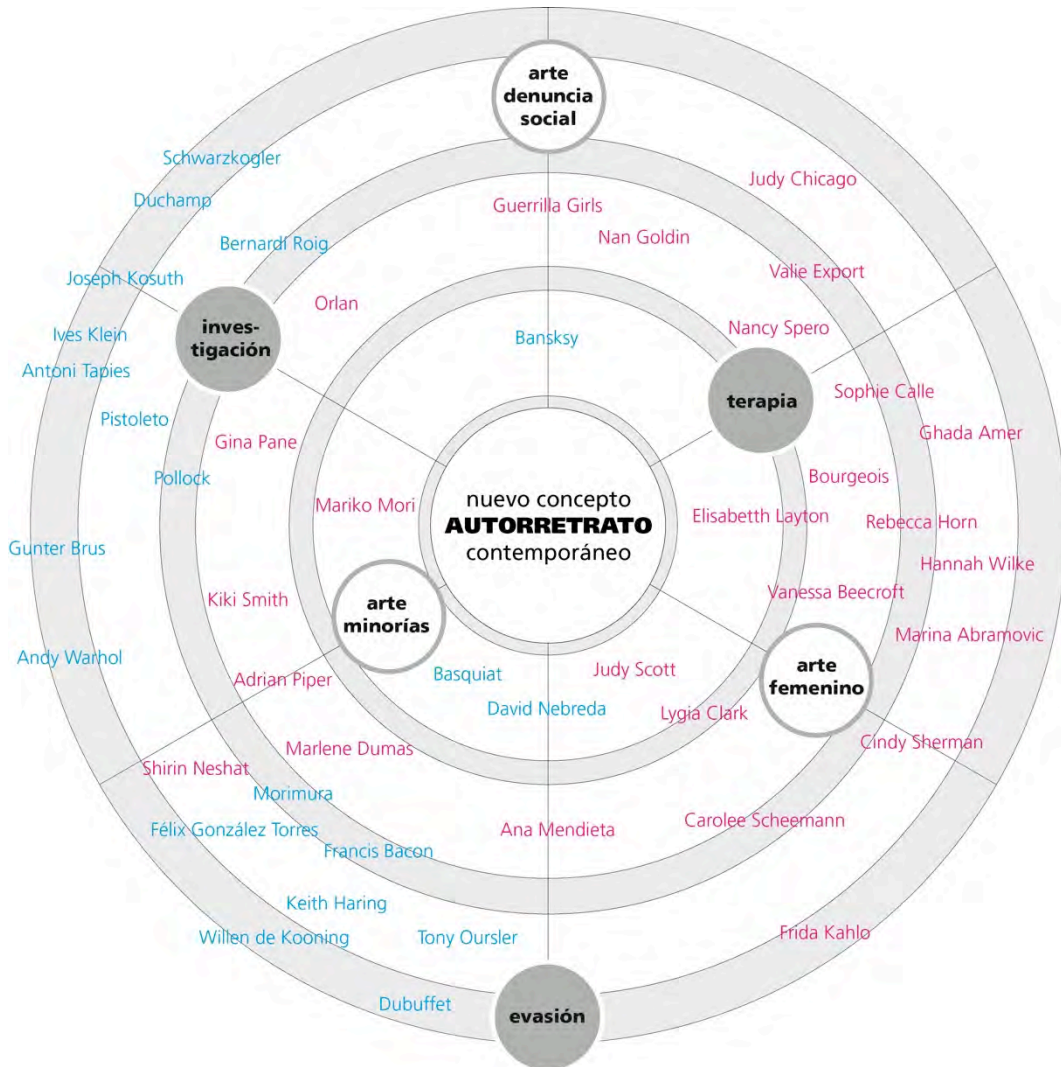 arte
denuncia
social
Schwarzkogler
Judy Chicago
Duchamp
Guerrilla Girls
Nan Goldin
Bernardí Roig
Valie Export
Joseph Kosuth
Orlan
Ives Klein
inves-
tigación
Bansksy
Nancy Spero
Antoni Tapies
Sophie Calle
terapia
Pistoleto
Gina Pane
Ghada Amer
Pollock
Bourgeois
Mariko Mori
nuevo concepto
AUTORRETRATO
contemporáneo
Elisabetth Layton
Rebecca Horn
Gunter Brus
Hannah Wilke
Kiki Smith
arte
minorías
Vanessa Beecroft
Marina Abramovic
Andy Warhol
Adrian Piper
Basquiat
Judy Scott
arte
femenino
David Nebreda
Lygia Clark
Cindy Sherman
Marlene Dumas
Shirin Neshat
Morimura
Félix González Torres
Ana Mendieta
Carolee Scheemann
Francis Bacon
Keith Haring
Willen de Kooning
Tony Oursler
Frida Kahlo
Dubuffet
evasión